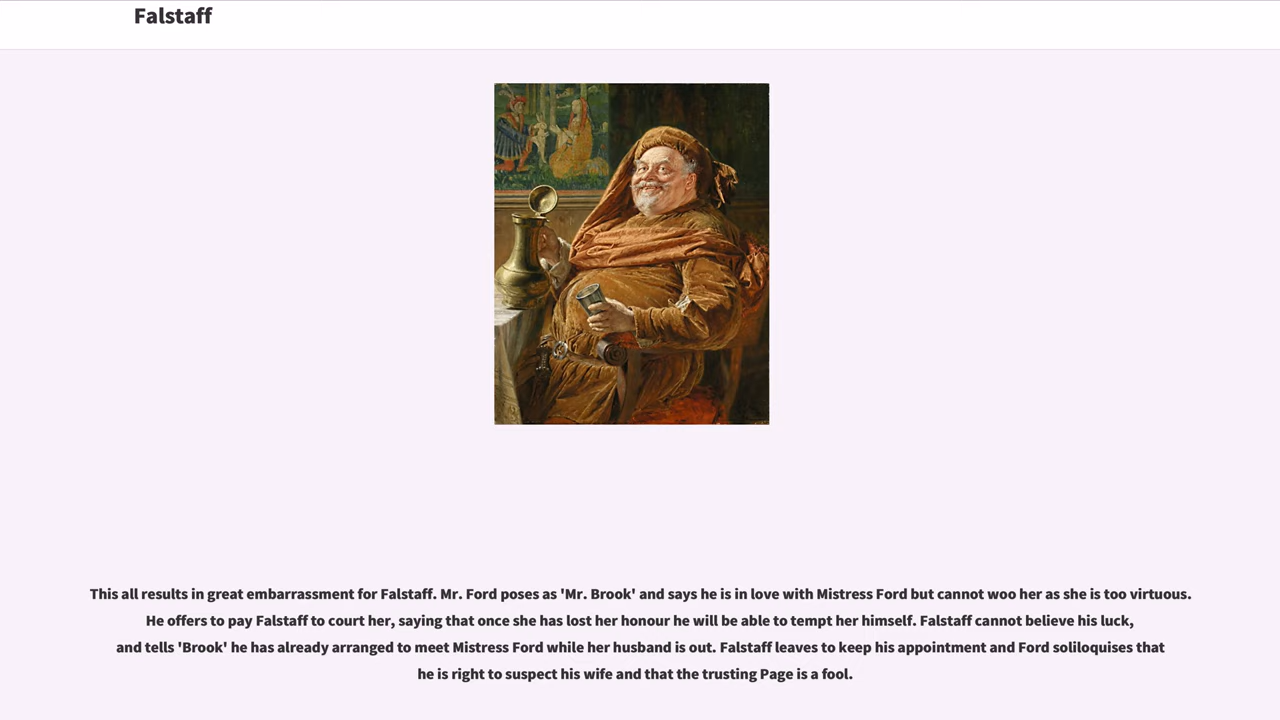 Falstaff
This all results in great embarrassment for Falstaff. Mr. Ford poses as 'Mr. Brook' and says he is in love with Mistress Ford but cannot woo her as she is too virtuous.
He offers to pay Falstaff to court her, saying that once she has lost her honour he will be able to tempt her himself. Falstaff cannot believe his luck,
and tells 'Brook' he has already arranged to meet Mistress Ford while her husband is out. Falstaff leaves to keep his appointment and Ford soliloquises that
he is right to suspect his wife and that the trusting Page is a fool.